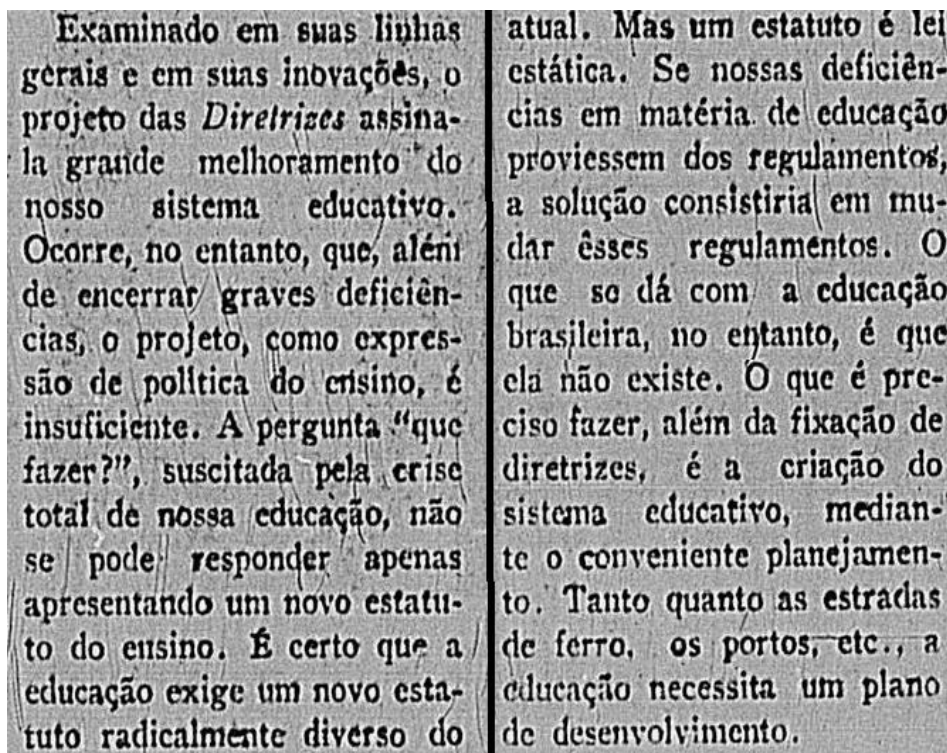 Examinado em suas linhas
gerais e em suas inovações, o
projeto das Diretrizes assina-
la grande melhoramento do
nosso sistema educativo.
Ocorre, no entanto, que, além
de encerrar graves deficiên-
cias, o projeto, como expres-
são de política do ensino, é
insuficiente. A pergunta "que
fazer?", suscitada pela crise
total de nossa educação, não
se pode responder apenas
apresentando um novo estatu-
to do ensino. É certo que a
educação exige um novo esta-
tuto radicalmente diverso do
atual. Mas um estatuto é lei
estática. Se nossas deficiên-
cias em matéria de educação
proviessem dos regulamentos,
a solução consistiria em mu-
dar êsses regulamentos. O
que se dá com a educação
brasileira, no entanto, é que
ela não existe. O que é pre-
ciso fazer, além da fixação de
diretrizes, é a criação do
sistema educativo, median-
te o conveniente planejamen-
to. Tanto quanto as estradas
de ferro, os portos, etc., a
educação necessita um plano
de desenvolvimento.